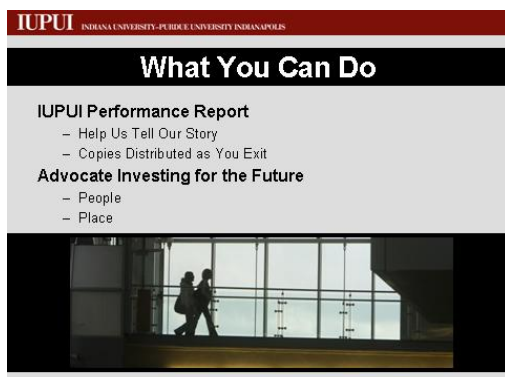 IUPUI INDIANA UNIVERSITY-PURDUE UNIVERSITY INDIANAPOLIS
What You Can Do
IUPUI Performance Report
– Help Us Tell Our Story
– Copies Distributed as You Exit
Advocate Investing for the Future
– People
– Place